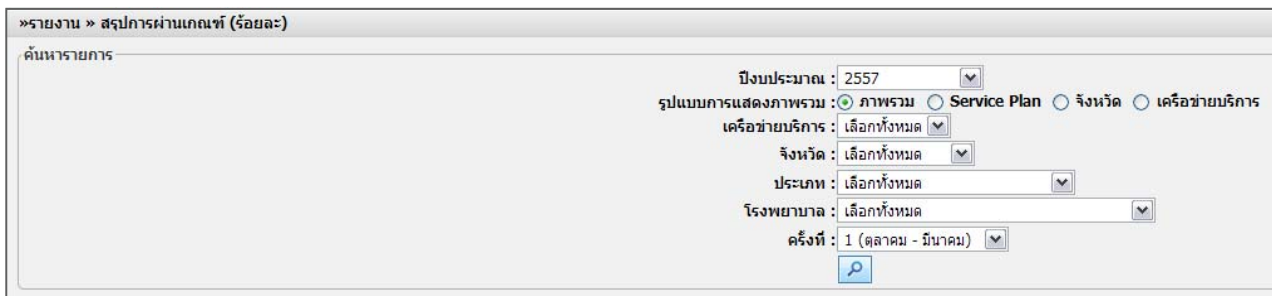 »รายงาน » สรุปการผ่านเกณฑ์ (ร้อยละ)
ค้นหารายการ
ปีงบประมาณ : 2557
รูปแบบการแสดงภาพรวม : ภาพรวม Service Plan จังหวัด เครือข่ายบริการ
เครือข่ายบริการ : เลือกทั้งหมด
จังหวัด : เลือกทั้งหมด
ประเภท : เลือกทั้งหมด
โรงพยาบาล : เลือกทั้งหมด
ครั้งที่ : 1 (ตุลาคม - มีนาคม)